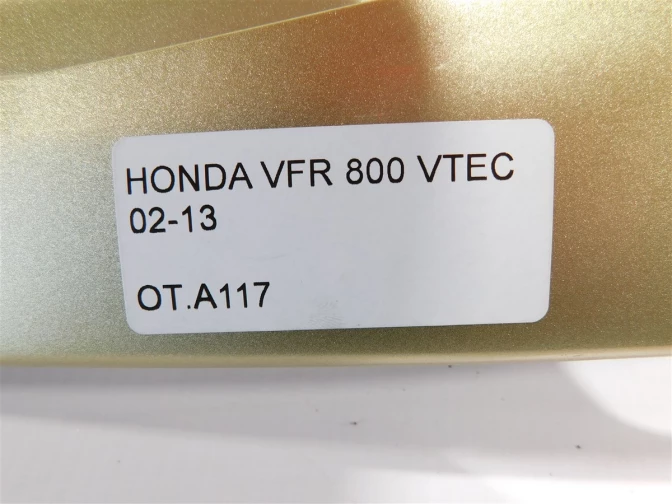 HONDA VFR 800 VTEC
02-13
OT.A117